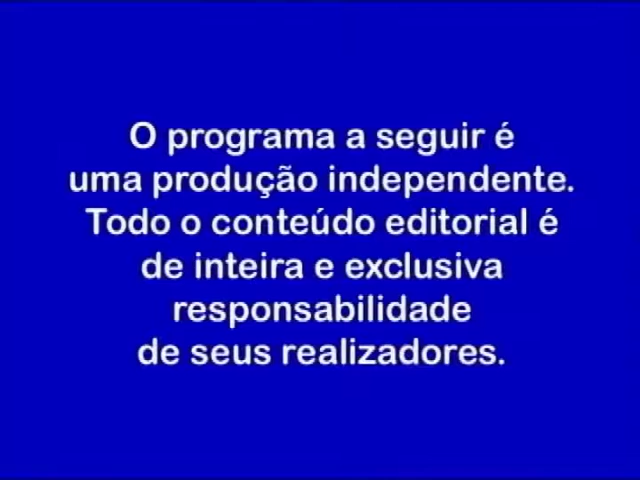 O programa a seguir é
uma produção independente.
Todo o conteúdo editorial é
de inteira e exclusiva
responsabilidade
de seus realizadores.